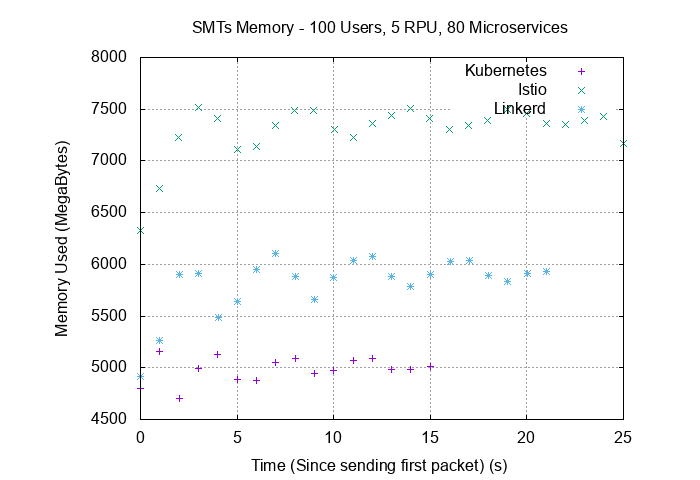 SMTs Memory - 100 Users, 5 RPU, 80 Microservices
8000
7500
7000
6500
6000
5500
5000
4500
Memory Used (MegaBytes)
Kubernetes
Istio
Linkerd
0 5 10 15 20 25
Time (Since sending first packet) (s)